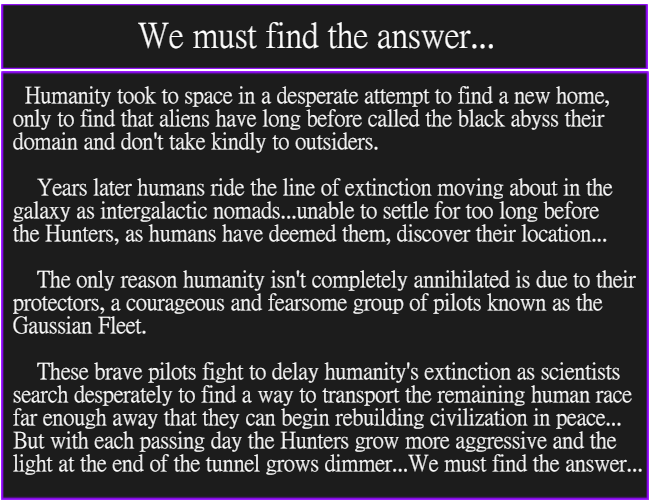 We must find the answer...
Humanity took to space in a desperate attempt to find a new home,
only to find that aliens have long before called the black abyss their
domain and don't take kindly to outsiders.
Years later humans ride the line of extinction moving about in the
galaxy as intergalactic nomads...unable to settle for too long before
the Hunters, as humans have deemed them, discover their location...
The only reason humanity isn't completely annihilated is due to their
protectors, a courageous and fearsome group of pilots known as the
Gaussian Fleet.
These brave pilots fight to delay humanity's extinction as scientists
search desperately to find a way to transport the remaining human race
far enough away that they can begin rebuilding civilization in peace...
But with each passing day the Hunters grow more aggressive and the
light at the end of the tunnel grows dimmer...We must find the answer...